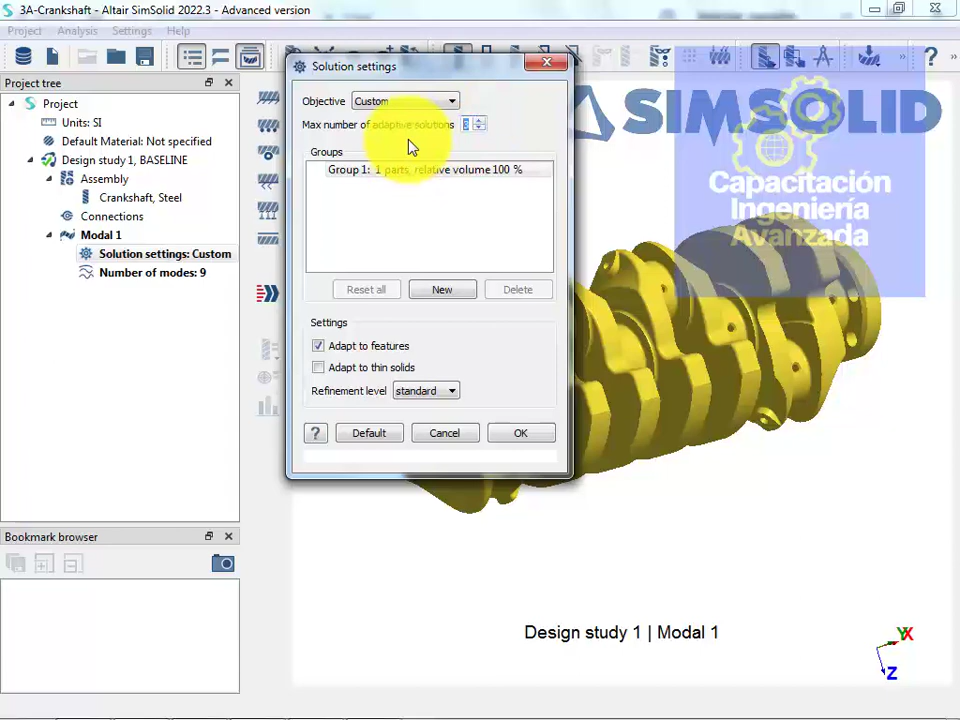 3A-Crankshaft - Altair SimSolid 2022.3 - Advanced version
Project Analysis Settings Help
Project tree
Project
Units: SI
Default Material: Not specified
Design study 1, BASELINE
Assembly
Crankshaft, Steel
Connections
Modal 1
Solution settings: Custom
Number of modes: 9
Bookmark browser
Solution settings
Objective Custom
Max number of adaptive solutions 3
Groups
Group 1: 1 parts, relative volume 100 %
Reset all New Delete
Settings
Adapt to features
Adapt to thin solids
Refinement level standard
? Default Cancel OK
SIMSOLID
Capacitación
Ingeniería
Avanzada
Design study 1 | Modal 1
Y X
Z